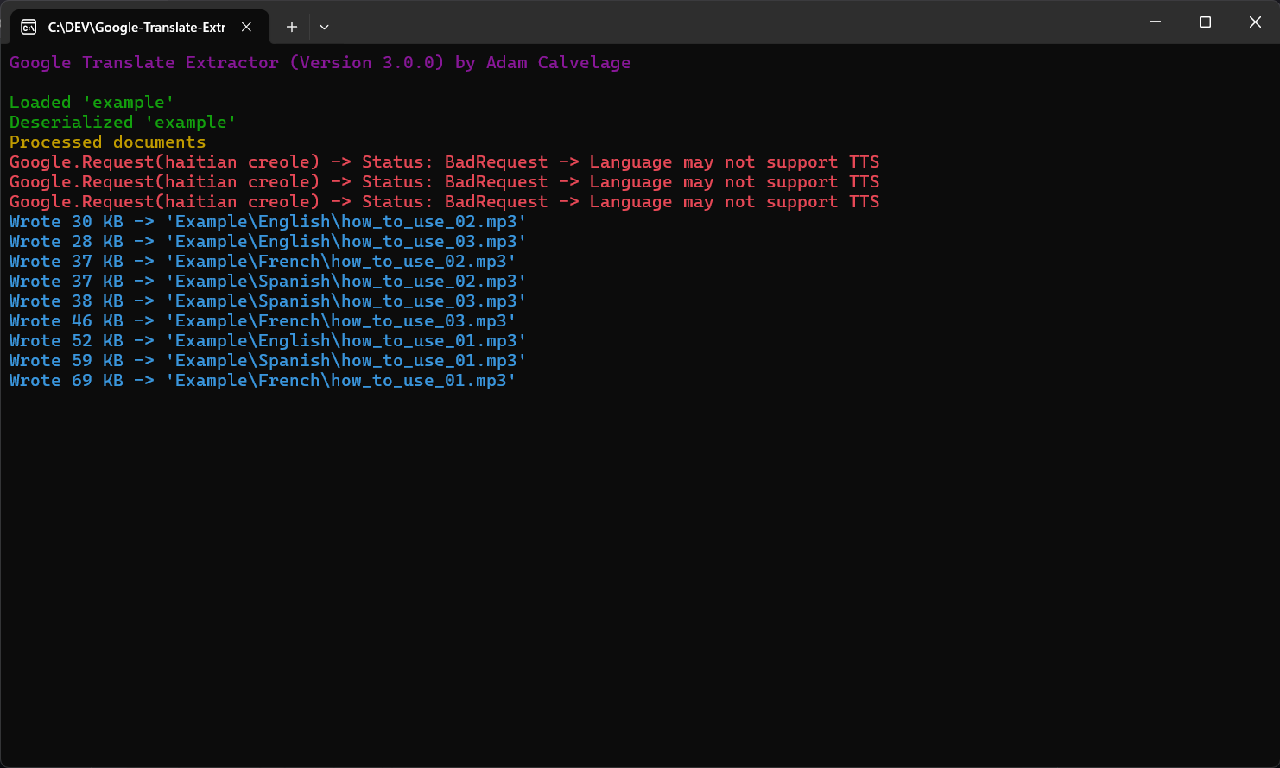 C:\DEV\Google-Translate-Extr
Google Translate Extractor (Version 3.0.0) by Adam Calvelage
Loaded 'example'
Deserialized 'example'
Processed documents
Google.Request(haitian creole) -> Status: BadRequest -> Language may not support TTS
Google.Request(haitian creole) -> Status: BadRequest -> Language may not support TTS
Google.Request(haitian creole) -> Status: BadRequest -> Language may not support TTS
Wrote 30 KB -> 'Example\English\how_to_use_02.mp3'
Wrote 28 KB -> 'Example\English\how_to_use_03.mp3'
Wrote 37 KB -> 'Example\French\how_to_use_02.mp3'
Wrote 37 KB -> 'Example\Spanish\how_to_use_02.mp3'
Wrote 38 KB -> 'Example\Spanish\how_to_use_03.mp3'
Wrote 46 KB -> 'Example\French\how_to_use_03.mp3'
Wrote 52 KB -> 'Example\English\how_to_use_01.mp3'
Wrote 59 KB -> 'Example\Spanish\how_to_use_01.mp3'
Wrote 69 KB -> 'Example\French\how_to_use_01.mp3'